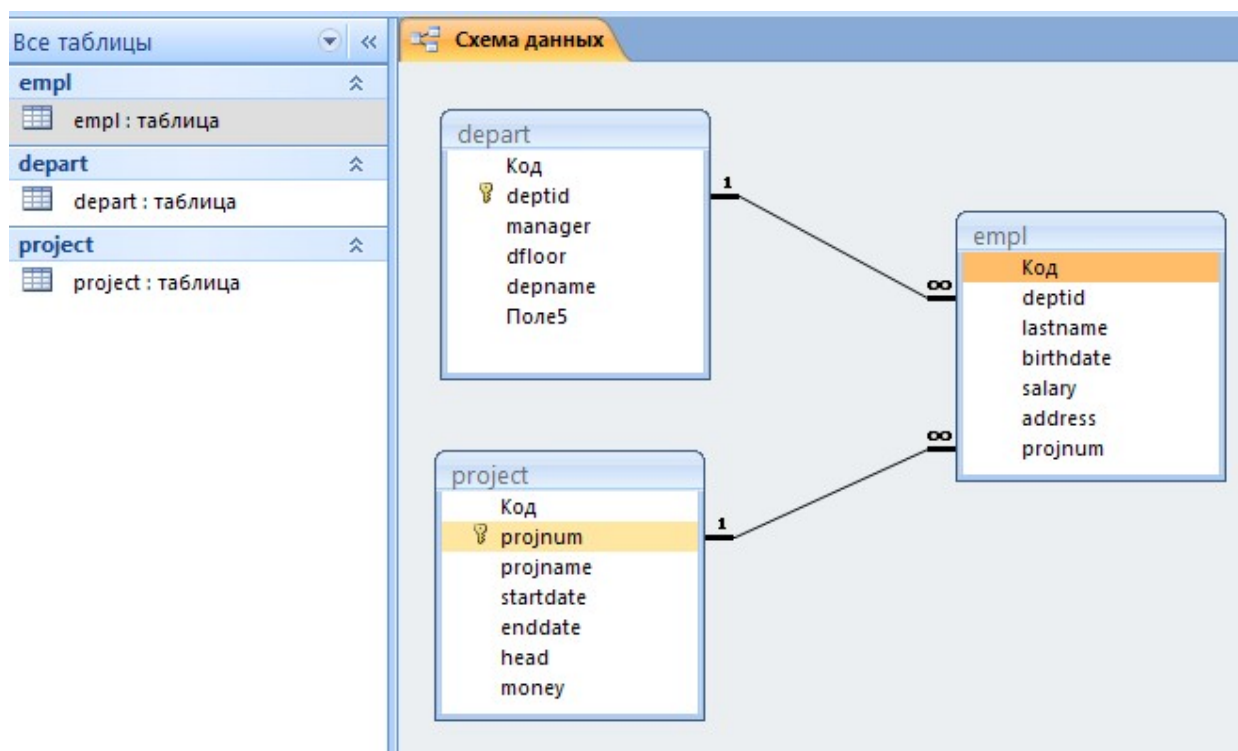 Все таблицы
empl
empl : таблица
depart
depart : таблица
project
project : таблица
Схема данных
depart
Код
deptid
manager
dfloor
depname
Поле5
1
∞
empl
Код
deptid
lastname
birthdate
salary
address
projnum
∞
project
Код
projnum
projname
startdate
enddate
head
money
1